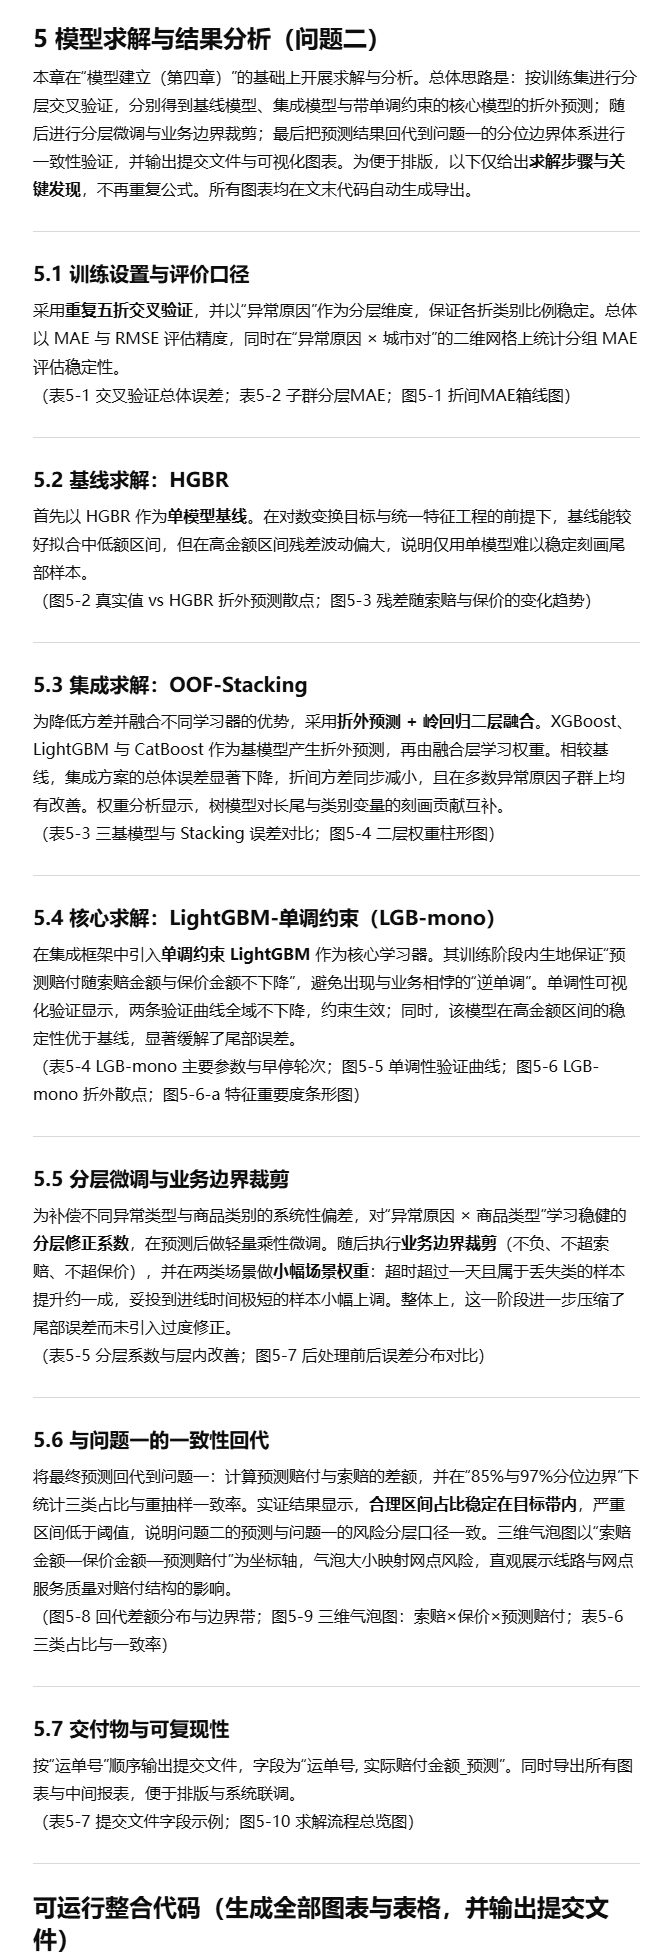 5 模型求解与结果分析（问题二）
本章在“模型建立（第四章）”的基础上开展求解与分析。总体思路是：按训练集进行分
层交叉验证，分别得到基线模型、集成模型与带单调约束的核心模型的折外预测；随
后进行分层微调与业务边界裁剪；最后把预测结果回代到问题一的分位边界体系进行
一致性验证，并输出提交文件与可视化图表。为便于排版，以下仅给出求解步骤与关
键发现，不再重复公式。所有图表均在文末代码自动生成导出。
5.1 训练设置与评价口径
采用重复五折交叉验证，并以“异常原因”作为分层维度，保证各折类别比例稳定。总体
以 MAE 与 RMSE 评估精度，同时在“异常原因 × 城市对”的二维网格上统计分组 MAE
评估稳定性。
（表5-1 交叉验证总体误差；表5-2 子群分层MAE；图5-1 折间MAE箱线图）
5.2 基线求解：HGBR
首先以 HGBR 作为单模型基线。在对数变换目标与统一特征工程的前提下，基线能较
好拟合中低额区间，但在高金额区间残差波动偏大，说明仅用单模型难以稳定刻画尾
部样本。
（图5-2 真实值 vs HGBR 折外预测散点；图5-3 残差随索赔与保价的变化趋势）
5.3 集成求解：OOF-Stacking
为降低方差并融合不同学习器的优势，采用折外预测 + 岭回归二层融合。XGBoost、
LightGBM 与 CatBoost 作为基模型产生折外预测，再由融合层学习权重。相较基
线，集成方案的总体误差显著下降，折间方差同步减小，且在多数异常原因子群上均
有改善。权重分析显示，树模型对长尾与类别变量的刻画贡献互补。
（表5-3 三基模型与 Stacking 误差对比；图5-4 二层权重柱形图）
5.4 核心求解：LightGBM-单调约束（LGB-mono）
在集成框架中引入单调约束 LightGBM 作为核心学习器。其训练阶段内生地保证“预
测赔付随索赔金额与保价金额不下降”，避免出现与业务相悖的“逆单调”。单调性可视
化验证显示，两条验证曲线全域不下降，约束生效；同时，该模型在高金额区间的稳
定性优于基线，显著缓解了尾部误差。
（表5-4 LGB-mono 主要参数与早停轮次；图5-5 单调性验证曲线；图5-6 LGB-
mono 折外散点；图5-6-a 特征重要度条形图）
5.5 分层微调与业务边界裁剪
为补偿不同异常类型与商品类别的系统性偏差，对“异常原因 × 商品类型”学习稳健的
分层修正系数，在预测后做轻量乘性微调。随后执行业务边界裁剪（不负、不超索
赔、不超保价），并在两类场景做小幅场景权重：超时超过一天且属于丢失类的样本
提升约一成，妥投到进线时间极短的样本小幅上调。整体上，这一阶段进一步压缩了
尾部误差而未引入过度修正。
（表5-5 分层系数与层内改善；图5-7 后处理前后误差分布对比）
5.6 与问题一的一致性回代
将最终预测回代到问题一：计算预测赔付与索赔的差额，并在“85%与97%分位边界”下
统计三类占比与重抽样一致率。实证结果显示，合理区间占比稳定在目标带内，严重
区间低于阈值，说明问题二的预测与问题一的风险分层口径一致。三维气泡图以“索赔
金额—保价金额—预测赔付”为坐标轴，气泡大小映射网点风险，直观展示线路与网点
服务质量对赔付结构的影响。
（图5-8 回代差额分布与边界带；图5-9 三维气泡图：索赔×保价×预测赔付；表5-6
三类占比与一致率）
5.7 交付物与可复现性
按“运单号”顺序输出提交文件，字段为“运单号, 实际赔付金额_预测”。同时导出所有图
表与中间报表，便于排版与系统联调。
（表5-7 提交文件字段示例；图5-10 求解流程总览图）
可运行整合代码（生成全部图表与表格，并输出提交文
件）